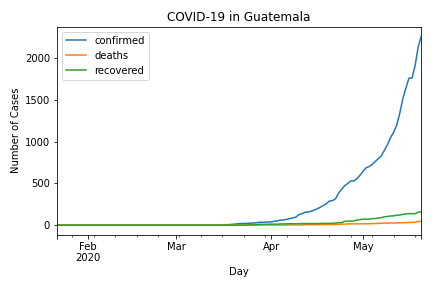 COVID-19 in Guatemala
confirmed
deaths
recovered
2000
1500
1000
500
0
Number of Cases
Feb
2020
Mar
Apr
May
Day